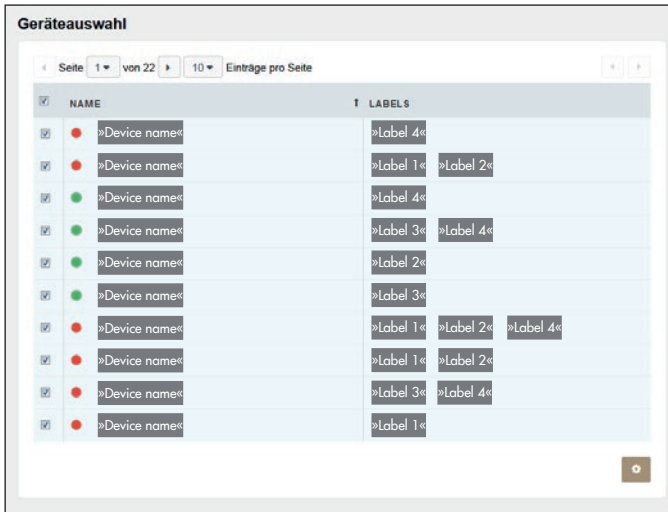 Geräteauswahl
Seite 1 von 22 10 Einträge pro Seite
NAME LABELS
»Device name« »Label 4«
»Device name« »Label 1« »Label 2«
»Device name« »Label 4«
»Device name« »Label 3« »Label 4«
»Device name« »Label 2«
»Device name« »Label 3«
»Device name« »Label 1« »Label 2« »Label 4«
»Device name« »Label 1« »Label 2«
»Device name« »Label 3« »Label 4«
»Device name« »Label 1«